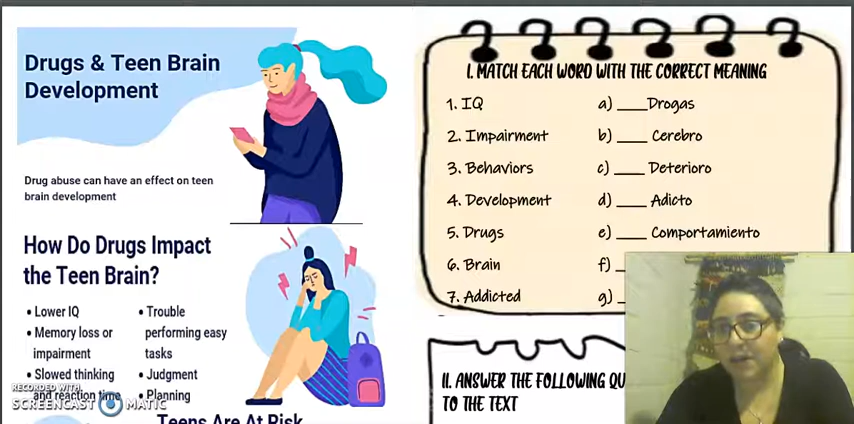 Drugs & Teen Brain
Development
Drug abuse can have an effect on teen
brain development
How Do Drugs Impact
the Teen Brain?
• Lower IQ
• Memory loss or
impairment
• Slowed thinking
and reaction time
• Trouble
performing easy
tasks
• Judgment
• Planning
Teens Are At Risk
RECORDED WITH
SCREENCAST MATIC
I. MATCH EACH WORD WITH THE CORRECT MEANING
1. IQ a) ____Drogas
2. Impairment b) ____ Cerebro
3. Behaviors c) ____ Deterioro
4. Development d) ____ Adicto
5. Drugs e) ____ Comportamiento
6. Brain f) _
7. Addicted g) _
II. ANSWER THE FOLLOWING QU
TO THE TEXT